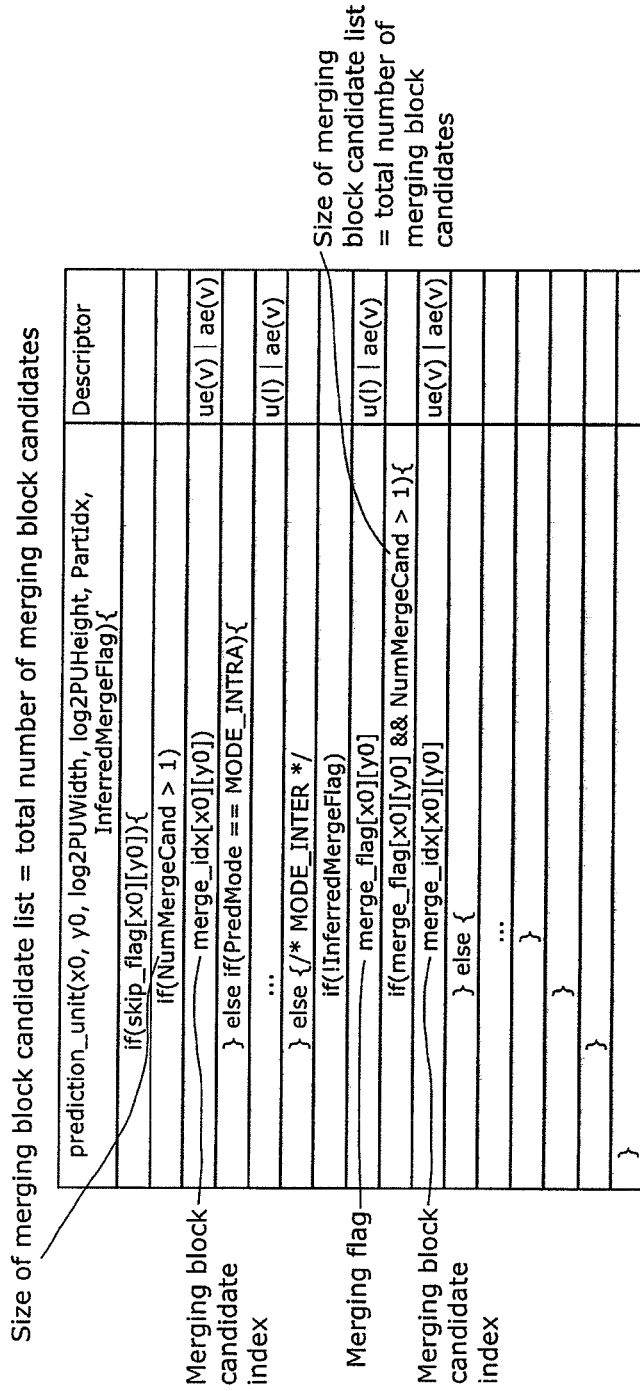 Size of merging block candidate list = total number of merging block candidates
prediction_unit(x0, y0, log2PUWidth, log2PUHeight, PartIdx,
InferredMergeFlag){
Descriptor
if(skip_flag[x0][y0]){
if(NumMergeCand > 1)
Merging block
candidate
index
merge_idx[x0][y0])
ue(v) | ae(v)
} else if(PredMode == MODE_INTRA){
...
u(l) | ae(v)
} else {/* MODE_INTER */
if(!InferredMergeFlag)
Merging flag
merge_flag[x0][y0]
u(l) | ae(v)
if(merge_flag[x0][y0] && NumMergeCand > 1){
Size of merging
block candidate list
= total number of
merging block
candidates
Merging block
candidate
index
merge_idx[x0][y0]
ue(v) | ae(v)
} else {
...
}
}
}
}